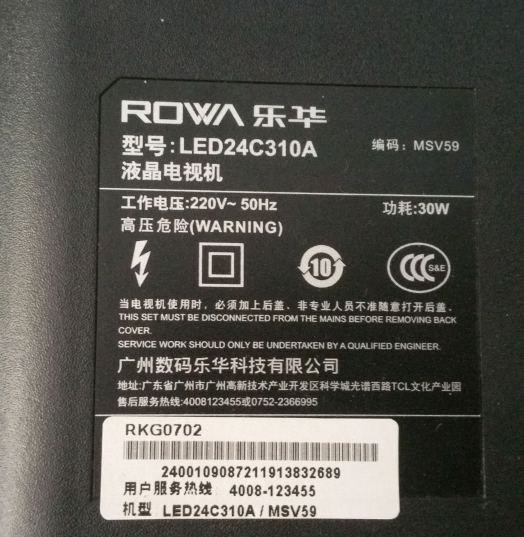 ROWA 乐华
型号:LED24C310A 编码: MSV59
液晶电视机
工作电压:220V~ 50Hz 功耗:30W
高压危险(WARNING)
10 CCC S&E
当电视机使用时，必须加上后盖、非专业人员不准随意打开后盖、
THIS SET MUST BE DISCONNECTED FROM THE MAINS BEFORE REMOVING BACK
COVER.
SERVICE WORK SHOULD ONLY BE UNDERTAKEN BY A QUALIFIED ENGINEER.
广州数码乐华科技有限公司
地址:广东省广州市广州高新技术产业开发区科学城光谱西路TCL文化产业园
售后服务热线:4008123455或0752-2366995
RKG0702
2400109087211913832689
用户服务热线 4008-123455
机型 LED24C310A / MSV59